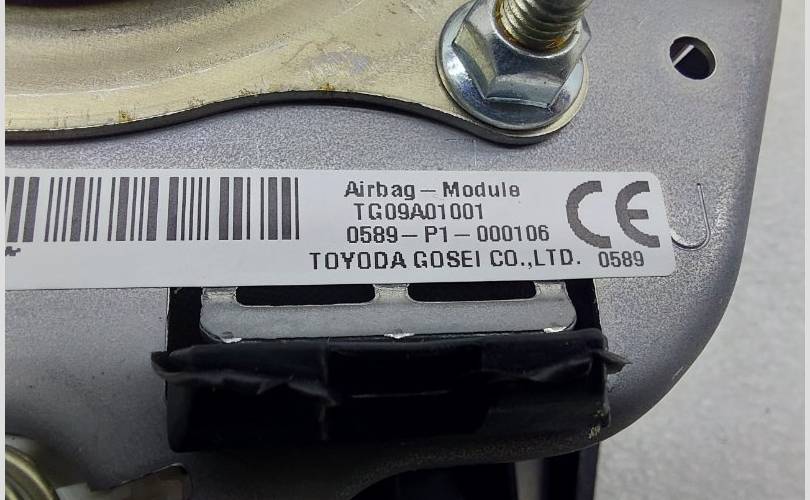 Airbag-Module
TG09A01001
0589-P1-000106
TOYODA GOSEI CO.,LTD.
CE
0589